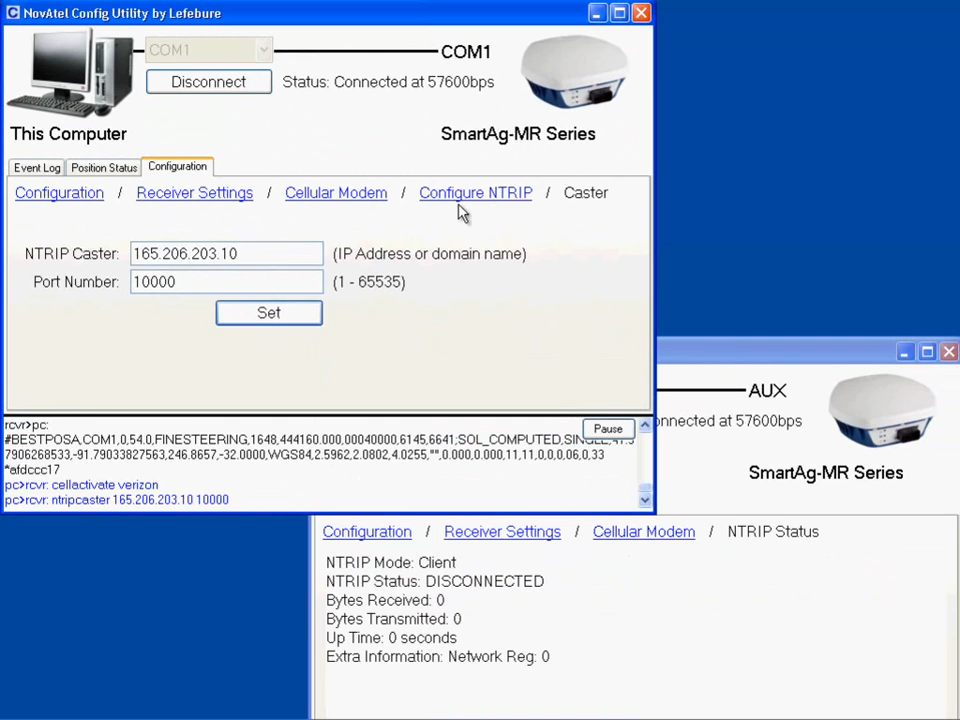 NovAtel Config Utility by Lefebure
COM1
COM1
Disconnect
Status: Connected at 57600bps
This Computer
SmartAg-MR Series
Event Log
Position Status
Configuration
Configuration / Receiver Settings / Cellular Modem / Configure NTRIP / Caster
NTRIP Caster: 165.206.203.10 (IP Address or domain name)
Port Number: 10000 (1 - 65535)
Set
rcvr>pc:
Pause
#BESTPOSA,COM1,0,54.0,FINESTEERING,1648,444160.000,00040000,6145,6641;SOL_COMPUTED,SINGLE,
7906268533,-91.79033827563,246.8657,-32.0000,WGS84,2.5962,2.0802,4.0255,"",0.000,0.000,11,11,0,0,0,06,0,33
*afdccc17
pc>rcvr: cellactivate verizon
pc>rcvr: ntripcaster 165.206.203.10 10000
AUX
nnected at 57600bps
SmartAg-MR Series
Configuration / Receiver Settings / Cellular Modem / NTRIP Status
NTRIP Mode: Client
NTRIP Status: DISCONNECTED
Bytes Received: 0
Bytes Transmitted: 0
Up Time: 0 seconds
Extra Information: Network Reg: 0